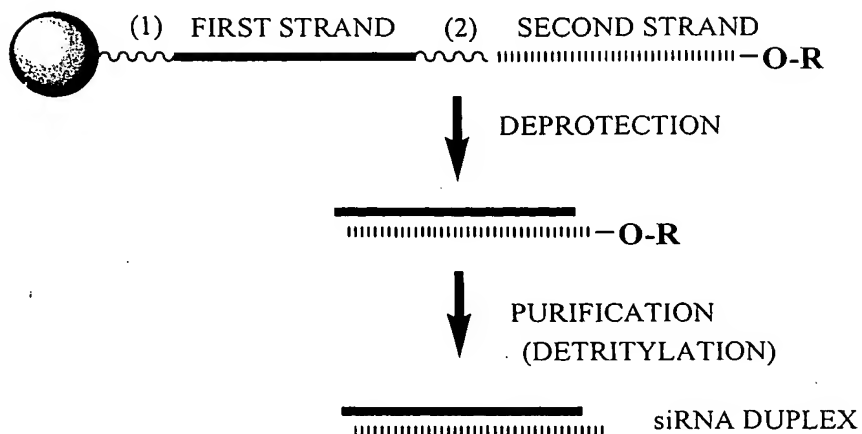 (1) FIRST STRAND (2) SECOND STRAND
O-R
DEPROTECTION
O-R
PURIFICATION
(DETRITYLATION)
siRNA DUPLEX